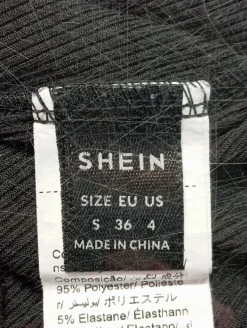 SHEIN
SIZE EU US
S 36 4
MADE IN CHINA
Composição/
95% Polyester/ Polieste
ポリエステル
5% Elastane/ Elasthann